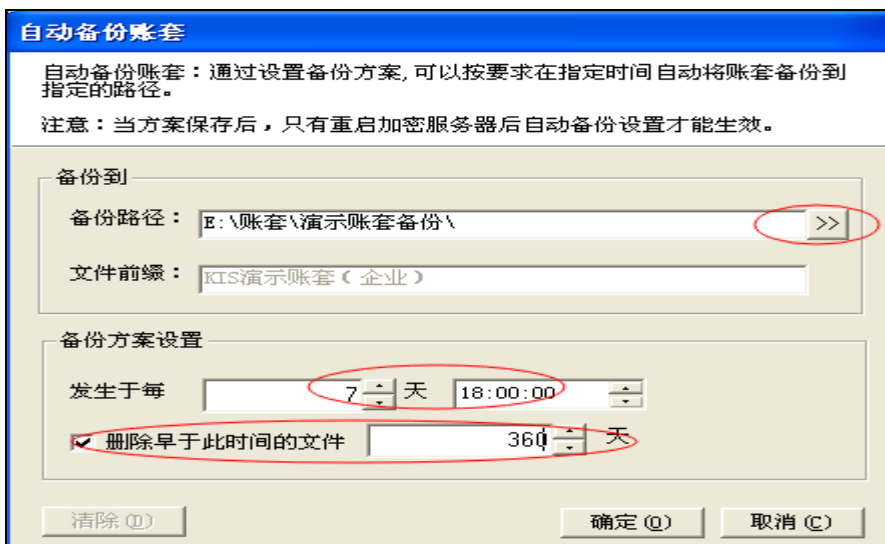 自动备份账套
自动备份账套：通过设置备份方案,可以按要求在指定时间自动将账套备份到
指定的路径。
注意：当方案保存后，只有重启加密服务器后自动备份设置才能生效。
备份到
备份路径： E:\账套\演示账套备份\ >>
文件前缀： KIS演示账套（企业）
备份方案设置
发生于每 7 天 18:00:00
删除早于此时间的文件 360 天
清除(D) 确定(O) 取消(C)